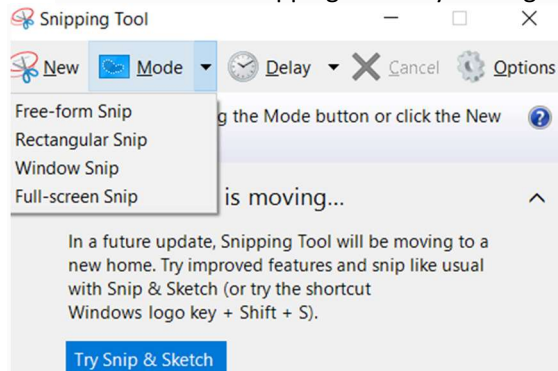 Snipping Tool
New Mode Delay Cancel Options
Free-form Snip
g the Mode button or click the New
Rectangular Snip
Window Snip
Full-screen Snip
is moving...
In a future update, Snipping Tool will be moving to a
new home. Try improved features and snip like usual
with Snip & Sketch (or try the shortcut
Windows logo key + Shift + S).
Try Snip & Sketch